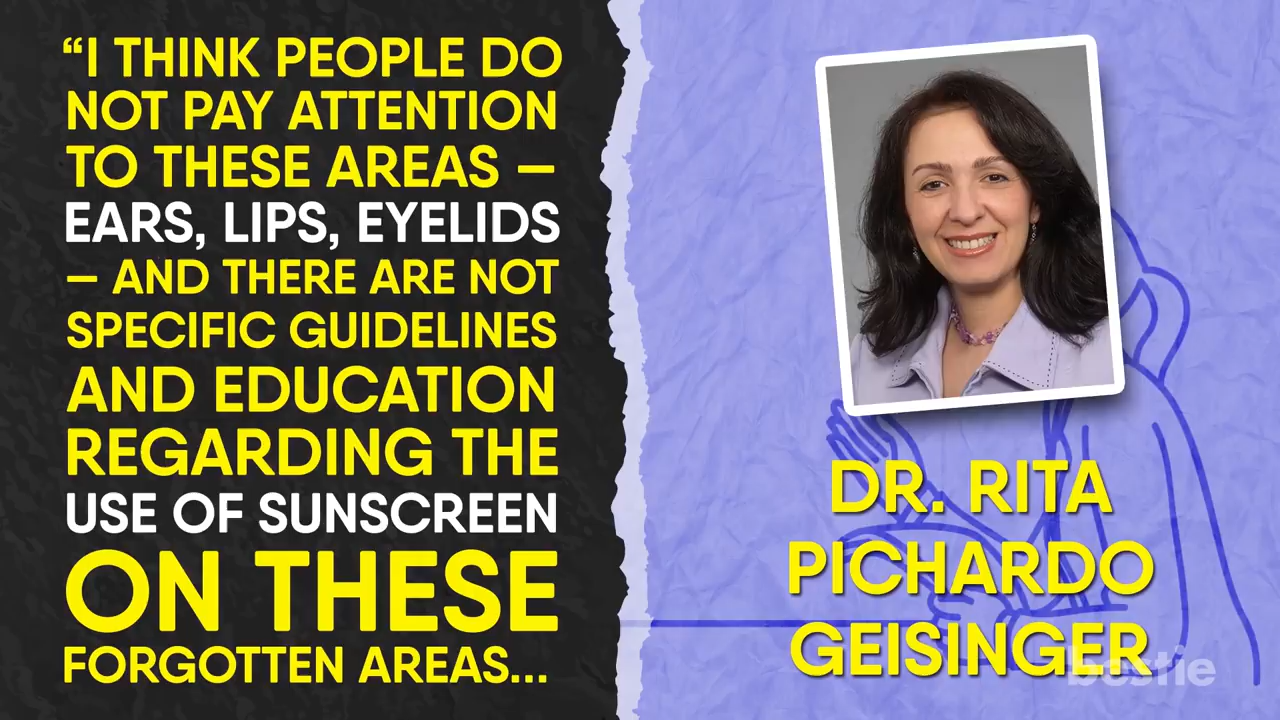 “I THINK PEOPLE DO
NOT PAY ATTENTION
TO THESE AREAS –
EARS, LIPS, EYELIDS
– AND THERE ARE NOT
SPECIFIC GUIDELINES
AND EDUCATION
REGARDING THE
USE OF SUNSCREEN
ON THESE
FORGOTTEN AREAS...
DR. RITA
PICHARDO
GEISINGER
bestie